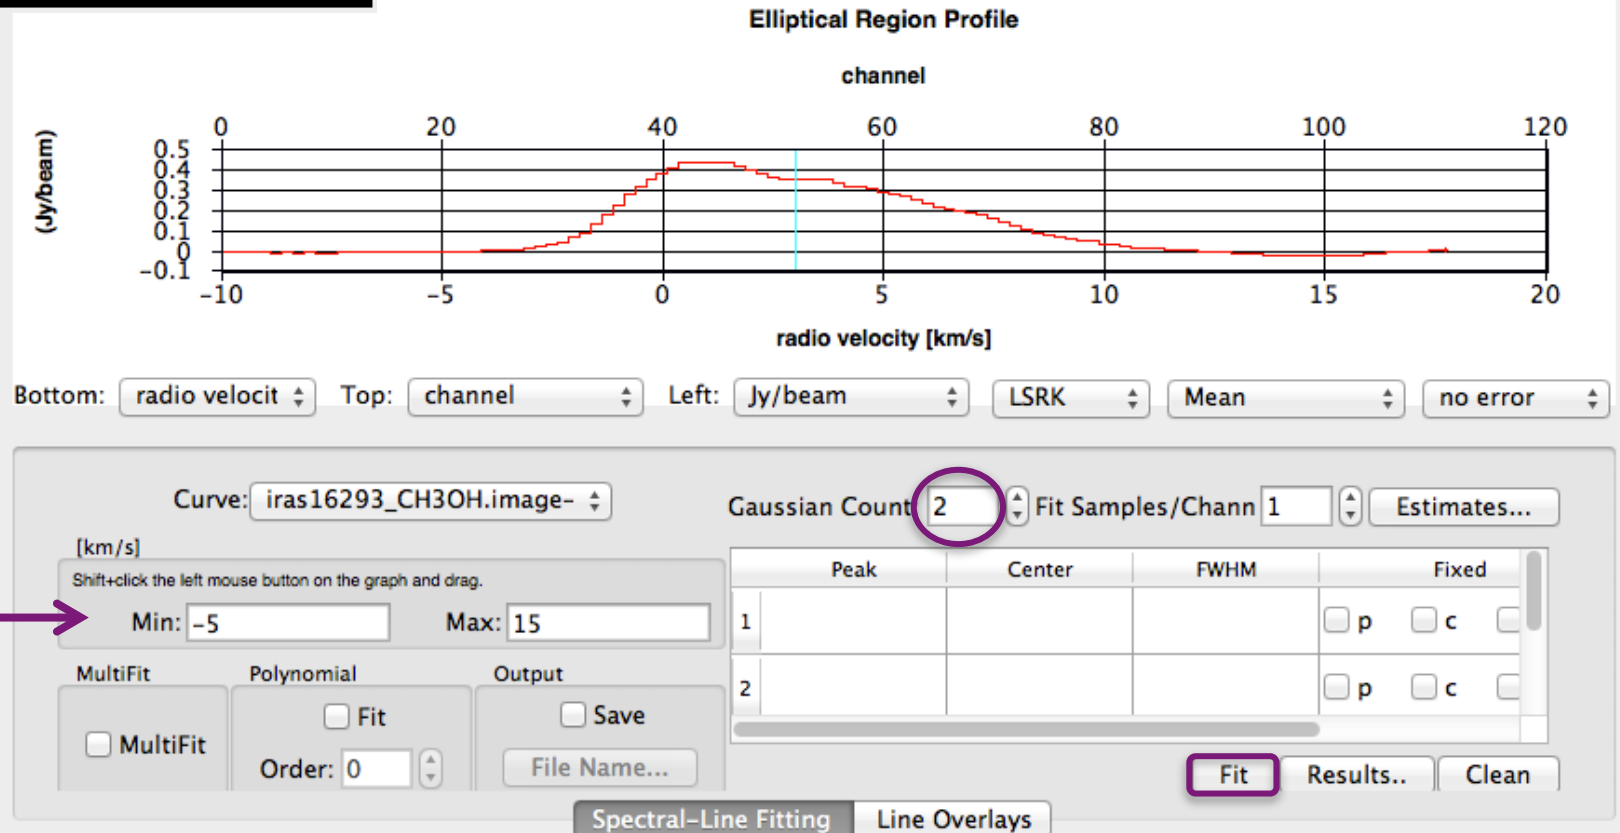 Elliptical Region Profile
channel
0 20 40 60 80 100 120
(Jy/beam)
0.5
0.4
0.3
0.2
0.1
0
-0.1
-10 -5 0 5 10 15 20
radio velocity [km/s]
Bottom: radio velocit Top: channel Left: Jy/beam LSRK Mean no error
Curve: iras16293_CH3OH.image-
Gaussian Count 2 Fit Samples/Chann 1 Estimates...
[km/s]
Shift+click the left mouse button on the graph and drag.
Min: -5 Max: 15
Peak Center FWHM Fixed
1 p c
2 p c
MultiFit Polynomial Output
MultiFit
Fit
Order: 0
Save
File Name...
Fit Results.. Clean
Spectral-Line Fitting Line Overlays